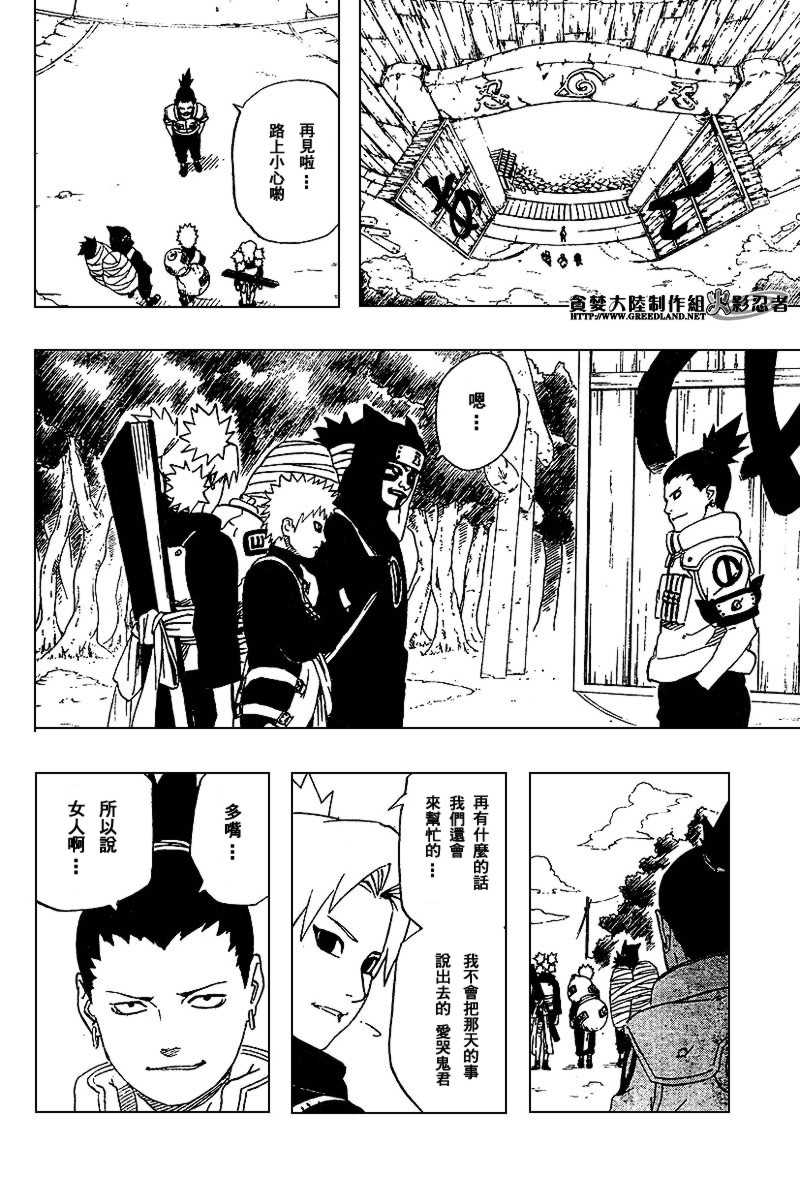 忍
忍
あ
ん
貪婪大陸制作組 火影忍者
HTTP://WWW.GREEDLAND.NET
再見啦…
路上小心喲
嗯…
再有什麼的話
我們還會
來幫忙的…
我不會把那天的事
說出去的 愛哭鬼君
多嘴…
所以說
女人啊…